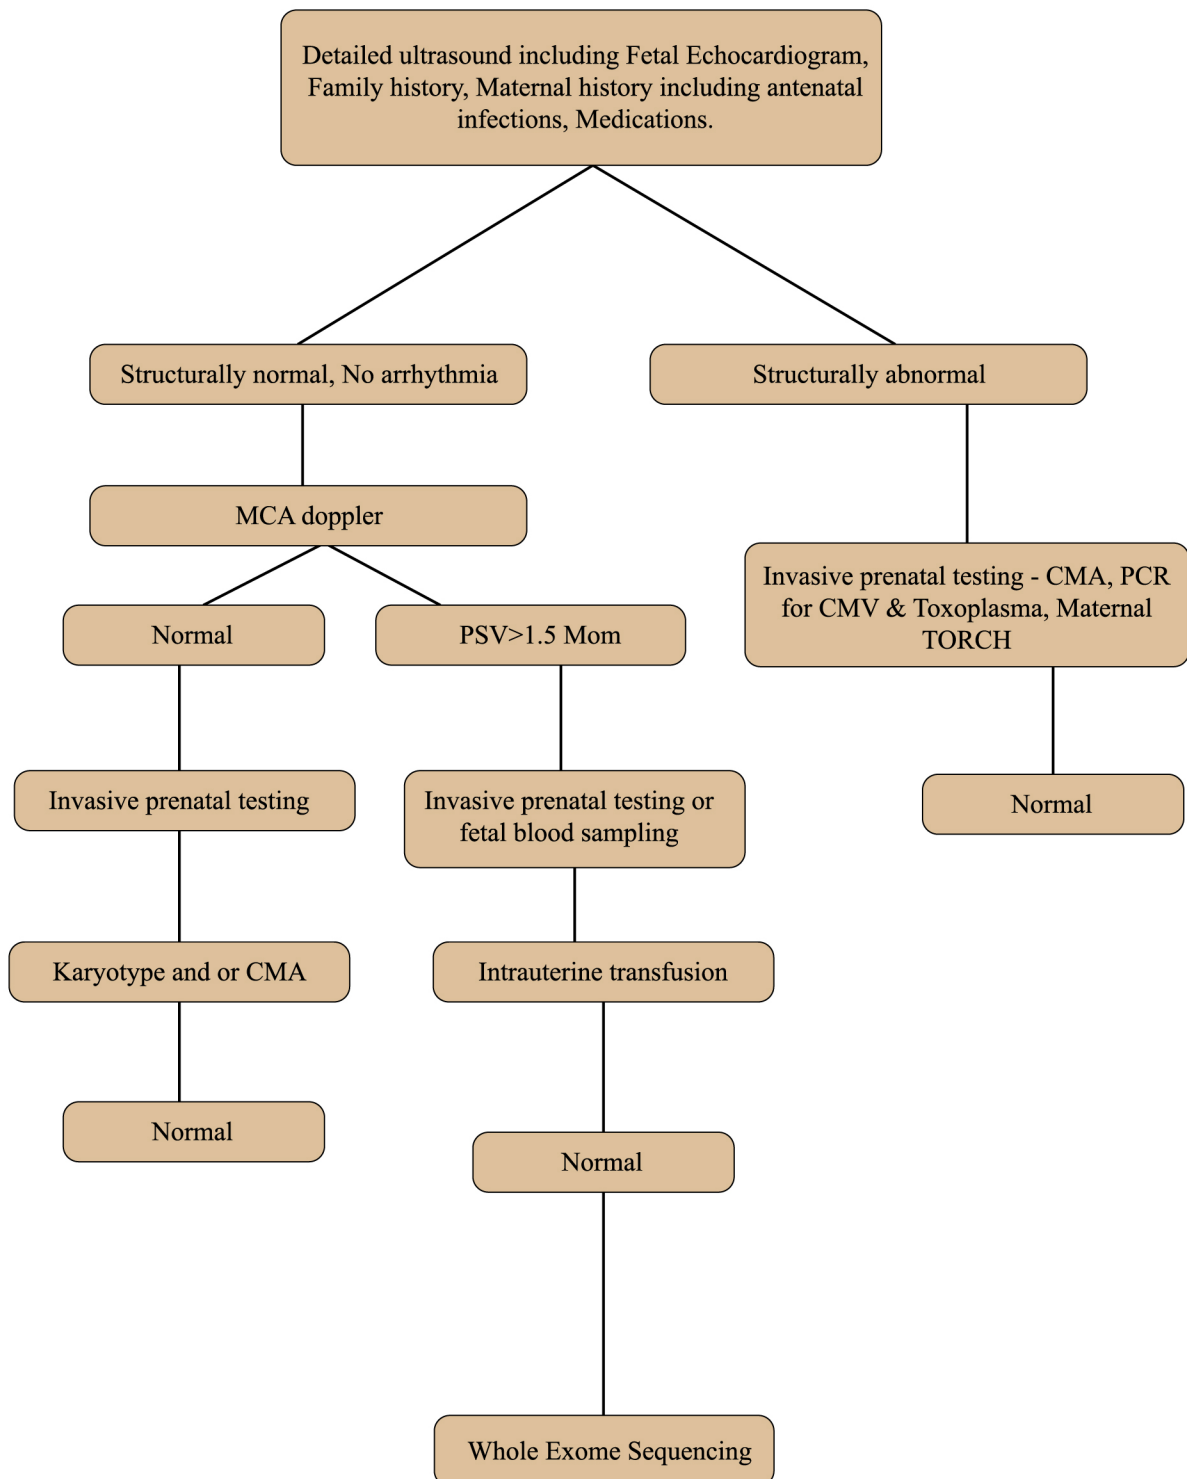 Detailed ultrasound including Fetal Echocardiogram,
Family history, Maternal history including antenatal
infections, Medications.
Structurally normal, No arrhythmia
Structurally abnormal
MCA doppler
Invasive prenatal testing - CMA, PCR
for CMV & Toxoplasma, Maternal
TORCH
Normal
PSV>1.5 Mom
Invasive prenatal testing
Invasive prenatal testing or
fetal blood sampling
Normal
Karyotype and or CMA
Intrauterine transfusion
Normal
Normal
Whole Exome Sequencing